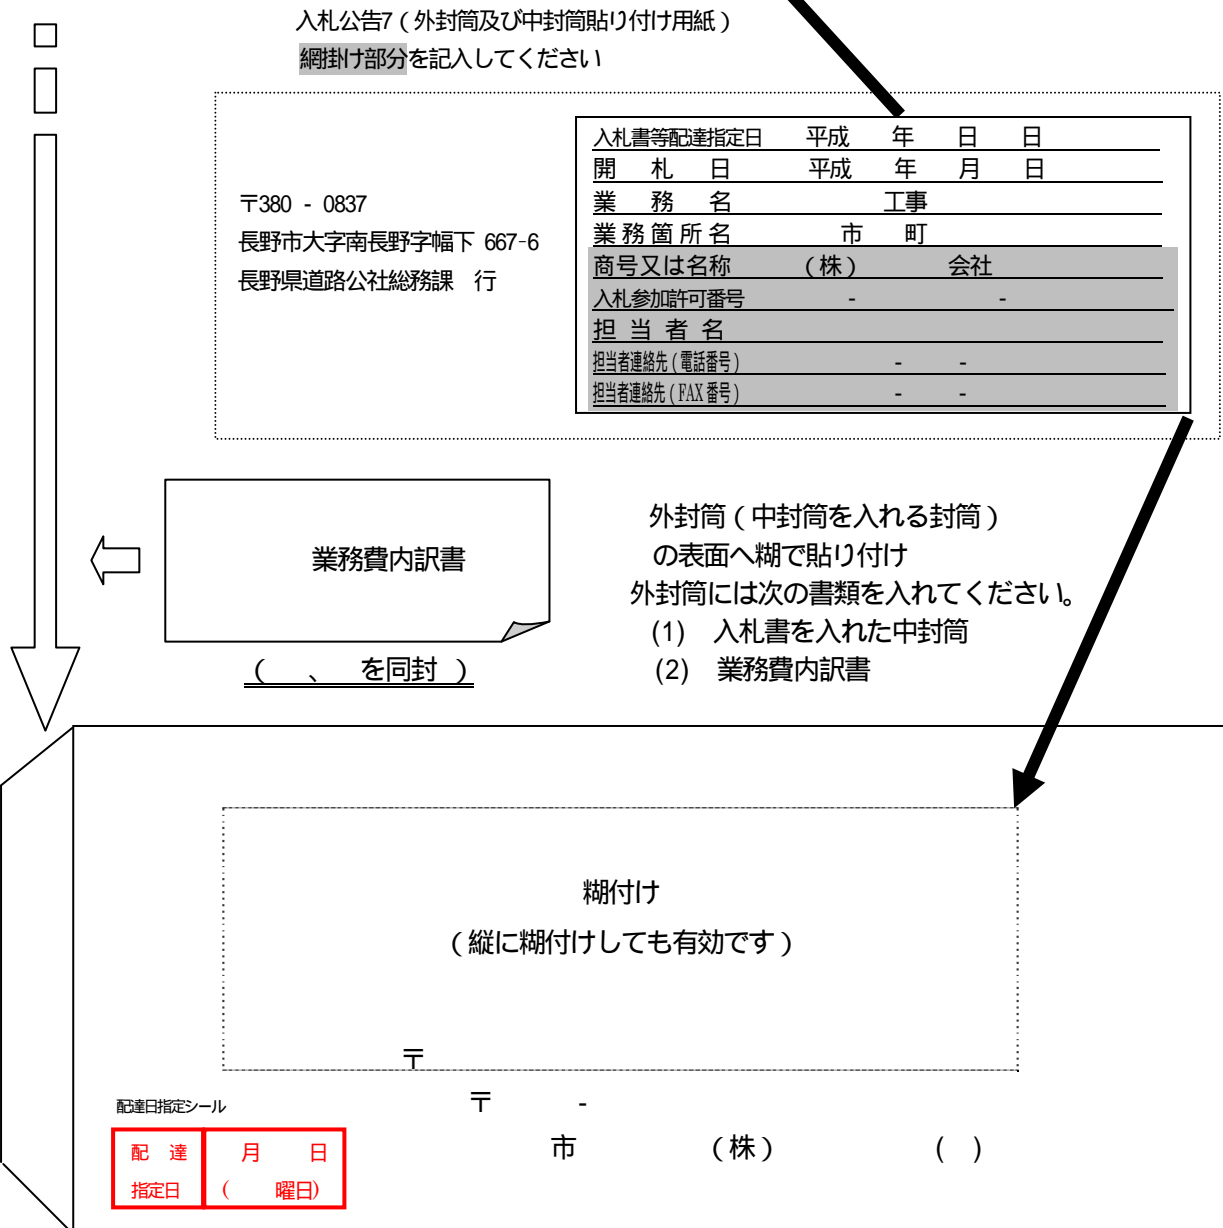 入札公告7（外封筒及び中封筒貼り付け用紙）
網掛け部分を記入してください
〒380 - 0837
長野市大字南長野字幅下 667-6
長野県道路公社総務課　行
入札書等配達指定日　平成　年　日　日
開　札　日　平成　年　月　日
業　務　名　工事
業務箇所名　市　町
商号又は名称　（株）　会社
入札参加許可番号　-　-
担　当　者　名
担当者連絡先（電話番号）　-　-
担当者連絡先（FAX 番号）　-　-
業務費内訳書
（　、　を同封　）
外封筒（中封筒を入れる封筒）
の表面へ糊で貼り付け
外封筒には次の書類を入れてください。
(1)　入札書を入れた中封筒
(2)　業務費内訳書
糊付け
（縦に糊付けしても有効です）
〒
〒　-
市　（株）　(　)
配達日指定シール
配　達　月　日
指定日　(　曜日)